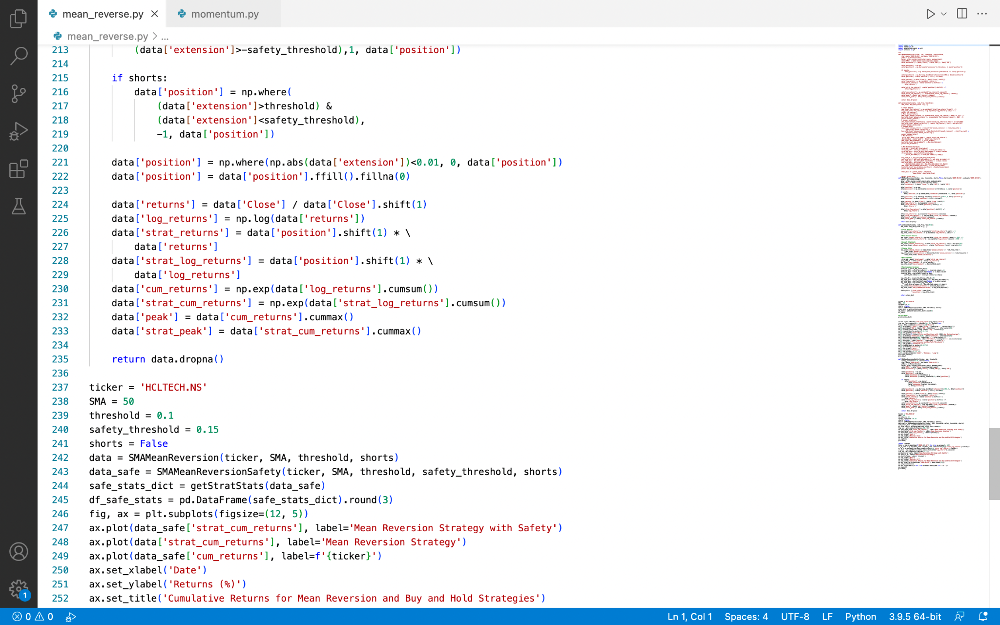 mean_reverse.py
momentum.py
mean_reverse.py > ...
213 (data['extension']>-safety_threshold),1, data['position'])
214
215 if shorts:
216 data['position'] = np.where(
217 (data['extension']>threshold) &
218 (data['extension']<safety_threshold),
219 -1, data['position'])
220
221 data['position'] = np.where(np.abs(data['extension'])<0.01, 0, data['position'])
222 data['position'] = data['position'].ffill().fillna(0)
223
224 data['returns'] = data['Close'] / data['Close'].shift(1)
225 data['log_returns'] = np.log(data['returns'])
226 data['strat_returns'] = data['position'].shift(1) * \
227 data['returns']
228 data['strat_log_returns'] = data['position'].shift(1) * \
229 data['log_returns']
230 data['cum_returns'] = np.exp(data['log_returns'].cumsum())
231 data['strat_cum_returns'] = np.exp(data['strat_log_returns'].cumsum())
232 data['peak'] = data['cum_returns'].cummax()
233 data['strat_peak'] = data['strat_cum_returns'].cummax()
234
235 return data.dropna()
236
237 ticker = 'HCLTECH.NS'
238 SMA = 50
239 threshold = 0.1
240 safety_threshold = 0.15
241 shorts = False
242 data = SMAMeanReversion(ticker, SMA, threshold, shorts)
243 data_safe = SMAMeanReversionSafety(ticker, SMA, threshold, safety_threshold, shorts)
244 safe_stats_dict = getStratStats(data_safe)
245 df_safe_stats = pd.DataFrame(safe_stats_dict).round(3)
246 fig, ax = plt.subplots(figsize=(12, 5))
247 ax.plot(data_safe['strat_cum_returns'], label='Mean Reversion Strategy with Safety')
248 ax.plot(data['strat_cum_returns'], label='Mean Reversion Strategy')
249 ax.plot(data_safe['cum_returns'], label=f'{ticker}')
250 ax.set_xlabel('Date')
251 ax.set_ylabel('Returns (%)')
252 ax.set_title('Cumulative Returns for Mean Reversion and Buy and Hold Strategies')
1
0 0 Ln 1, Col 1 Spaces: 4 UTF-8 LF Python 3.9.5 64-bit